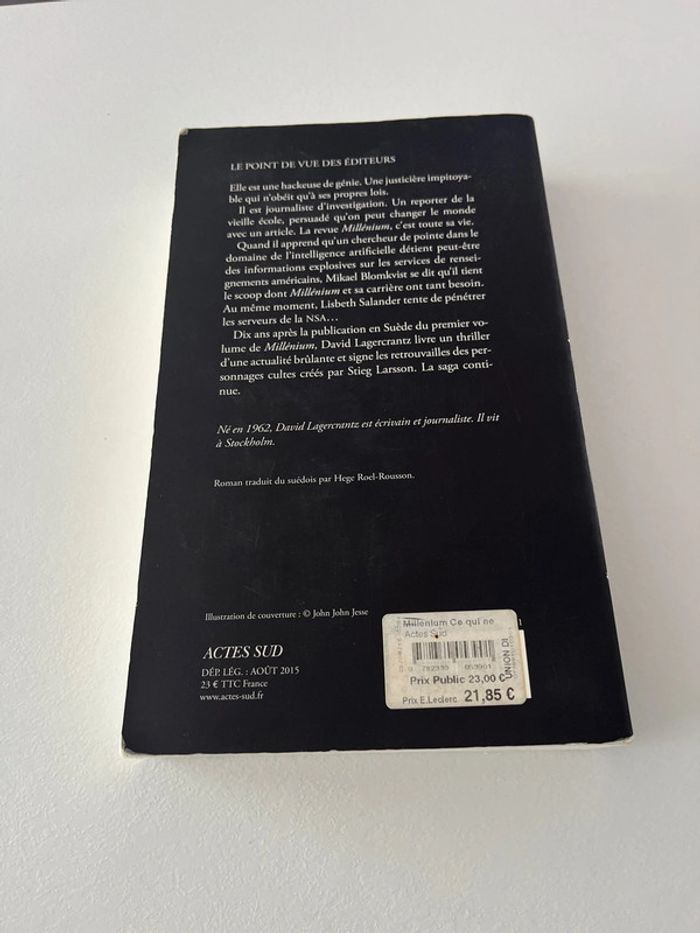 LE POINT DE VUE DES ÉDITEURS
Elle est une hackeuse de génie. Une justicière impitoya-
ble qui n'obéit qu'à ses propres lois.
Il est journaliste d'investigation. Un reporter de la
vieille école, persuadé qu'on peut changer le monde
avec un article. La revue Millénium, c'est toute sa vie.
Quand il apprend qu'un chercheur de pointe dans le
domaine de l'intelligence artificielle détient peut-être
des informations explosives sur les services de rensei-
gnements américains, Mikael Blomkvist se dit qu'il tient
le scoop dont Millénium et sa carrière ont tant besoin.
Au même moment, Lisbeth Salander tente de pénétrer
les serveurs de la NSA…
Dix ans après la publication en Suède du premier vo-
lume de Millénium, David Lagercrantz livre un thriller
d'une actualité brûlante et signe les retrouvailles des per-
sonnages cultes créés par Stieg Larsson. La saga conti-
nue.
Né en 1962, David Lagercrantz est écrivain et journaliste. Il vit
à Stockholm.
Roman traduit du suédois par Hege Roel-Rousson.
Illustration de couverture : © John John Jesse
ACTES SUD
DÉP. LÉG. : AOÛT 2015
23 € TTC France
www.actes-sud.fr
Millénium Ce qui ne
Actes Sud
UNION DI
Prix Public 23,00 €
Prix E.Leclerc 21,85 €